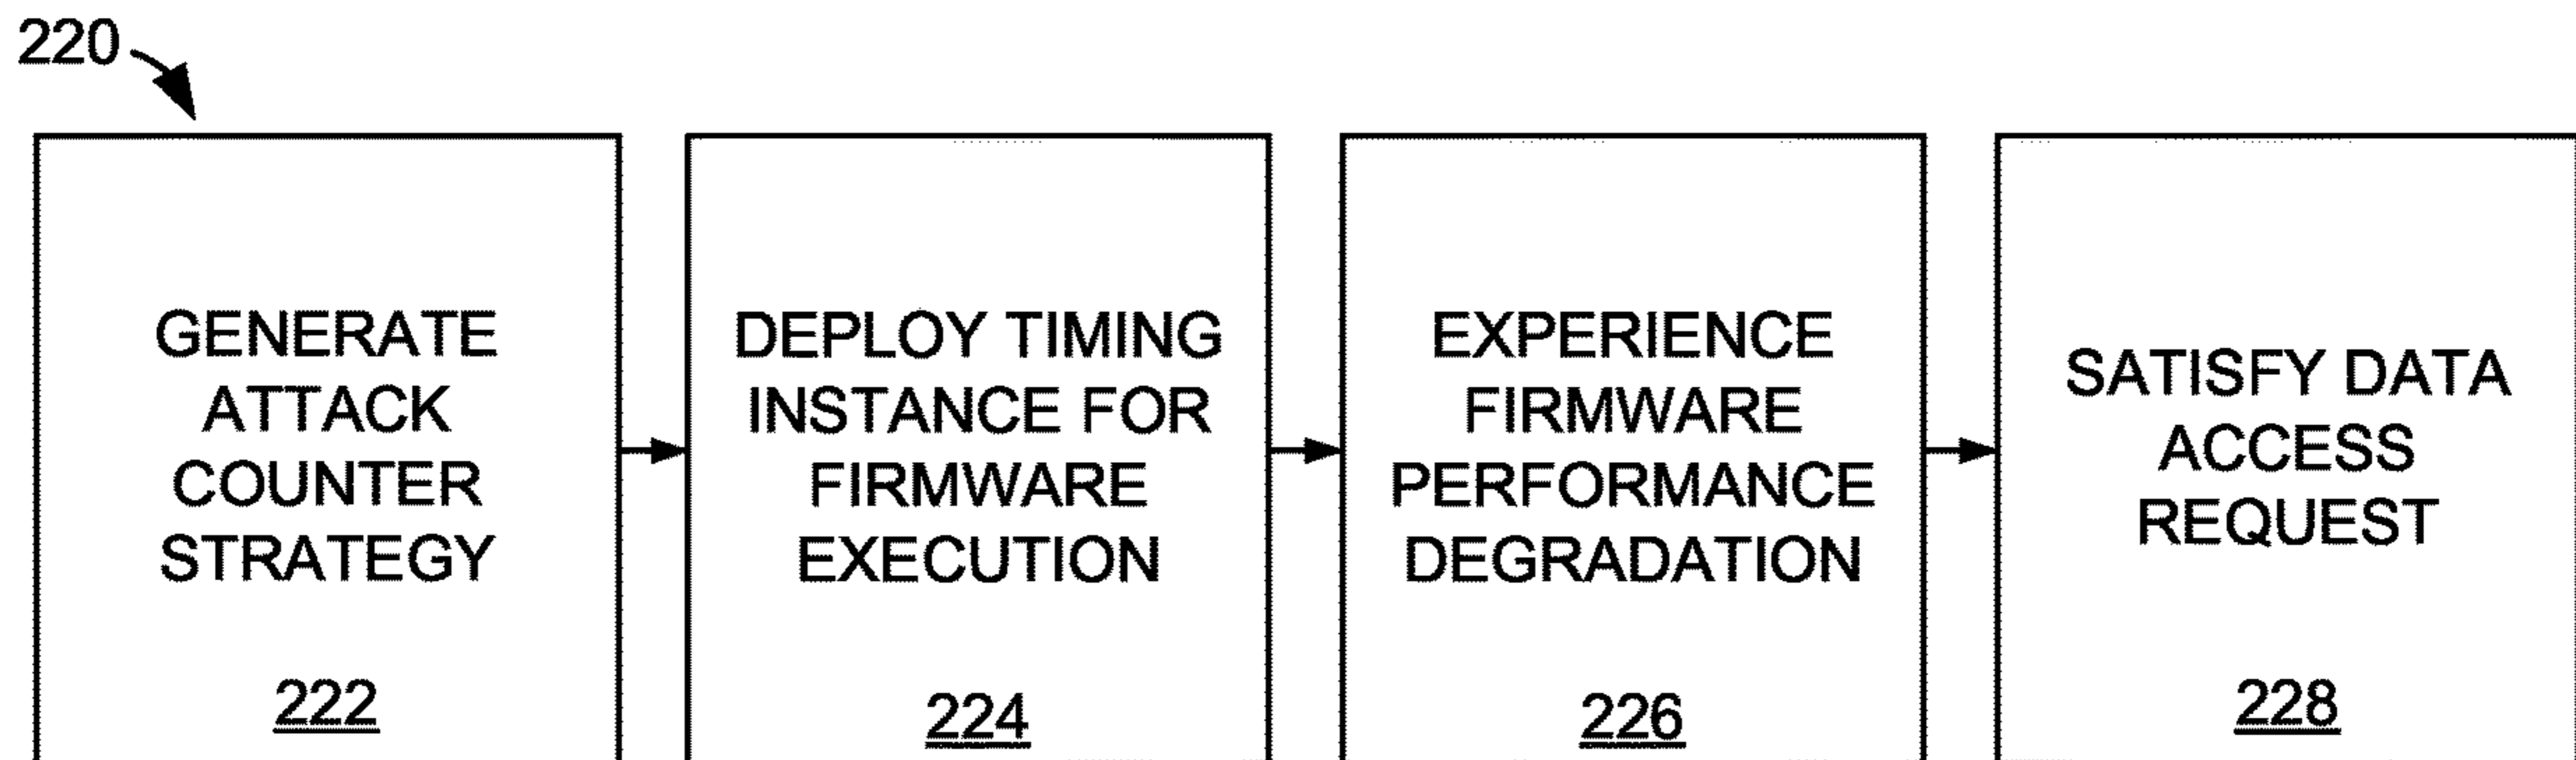 220
GENERATE
ATTACK
COUNTER
STRATEGY
222
DEPLOY TIMING
INSTANCE FOR
FIRMWARE
EXECUTION
224
EXPERIENCE
FIRMWARE
PERFORMANCE
DEGRADATION
226
SATISFY DATA
ACCESS
REQUEST
228